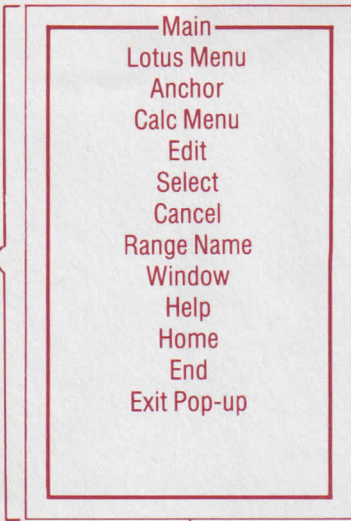 Main
Lotus Menu
Anchor
Calc Menu
Edit
Select
Cancel
Range Name
Window
Help
Home
End
Exit Pop-up